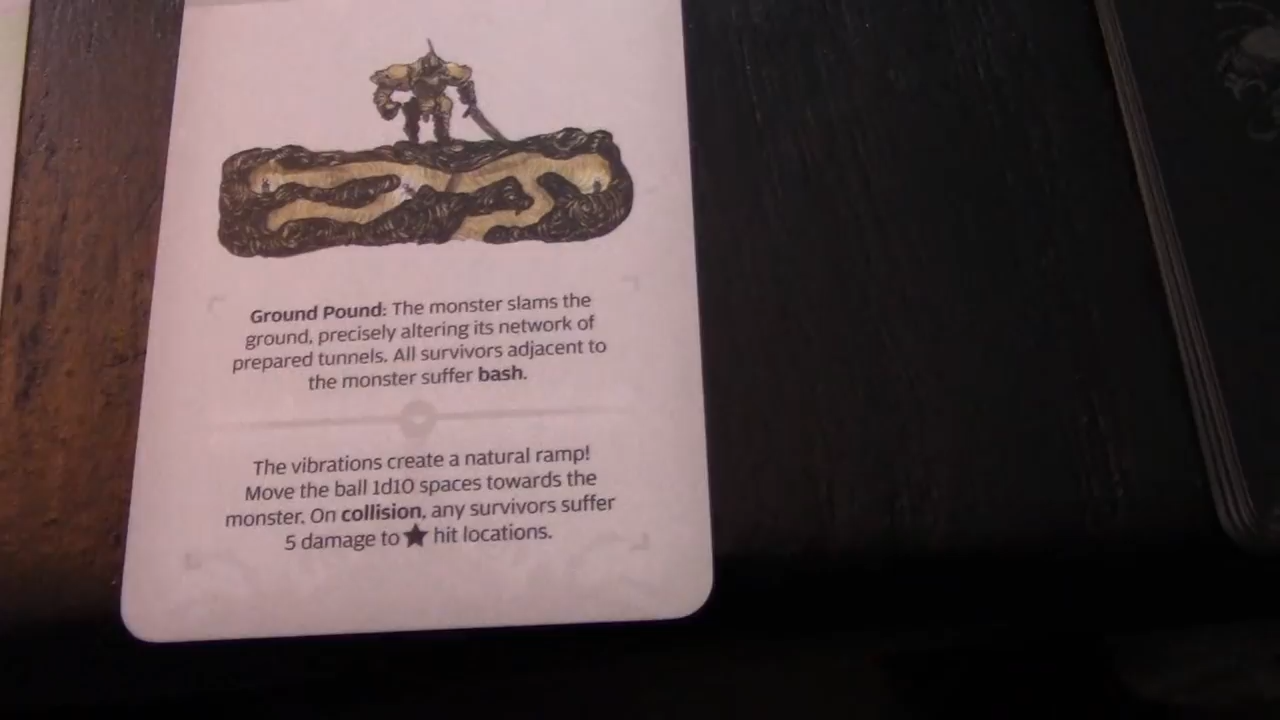 Ground Pound: The monster slams the
ground, precisely altering its network of
prepared tunnels. All survivors adjacent to
the monster suffer bash.
The vibrations create a natural ramp!
Move the ball 1d10 spaces towards the
monster. On collision, any survivors suffer
5 damage to ★ hit locations.